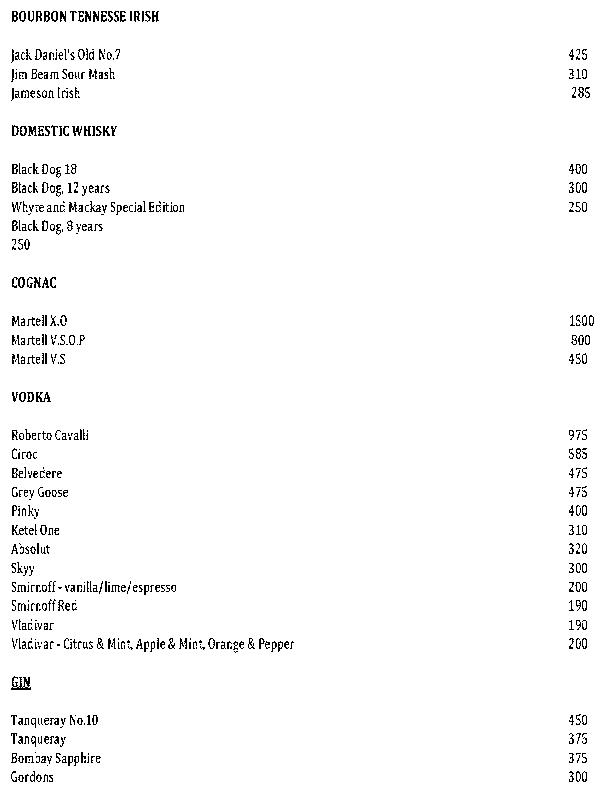 BOURBON TENNESSE IRISH
Jack Daniel's Old No.7 425
Jim Beam Sour Mash 310
Jameson Irish 285
DOMESTIC WHISKY
Black Dog 18 400
Black Dog, 12 years 300
Whyte and Mackay Special Edition 250
Black Dog, 8 years
250
COGNAC
Martell X.O 1500
Martell V.S.O.P 800
Martell V.S 450
VODKA
Roberto Cavalli 975
Ciroc 585
Belvedere 475
Grey Goose 475
Pinky 400
Ketel One 310
Absolut 320
Skyy 300
Smirnoff - vanilla/lime/espresso 200
Smirnoff Red 190
Vladivar 190
Vladivar - Citrus & Mint, Apple & Mint, Orange & Pepper 200
GIN
Tanqueray No.10 450
Tanqueray 375
Bombay Sapphire 375
Gordons 300